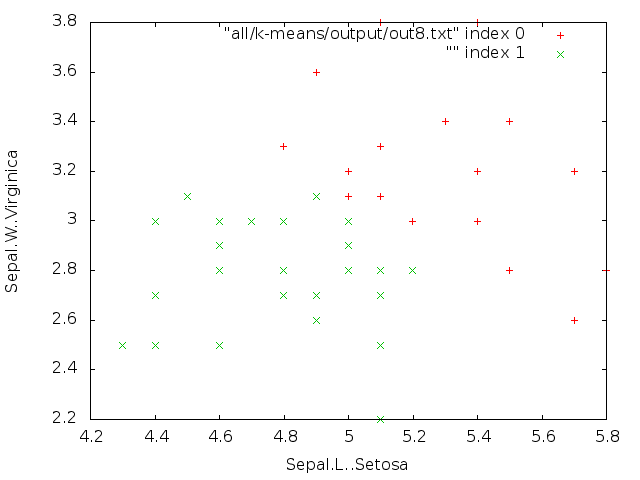 "all/k-means/output/out8.txt" index 0
"" index 1
3.8
3.6
3.4
3.2
3
2.8
2.6
2.4
2.2
4.2 4.4 4.6 4.8 5 5.2 5.4 5.6 5.8
Sepal.W..Virginica
Sepal.L..Setosa